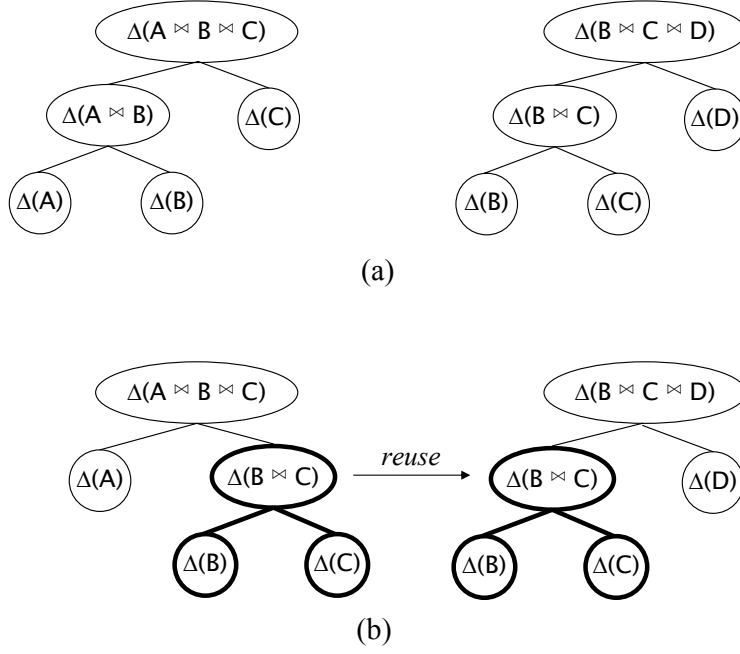 Δ(A ⋈ B ⋈ C) Δ(B ⋈ C ⋈ D)
Δ(A ⋈ B) Δ(C) Δ(B ⋈ C) Δ(D)
Δ(A) Δ(B) Δ(B) Δ(C)
(a)
Δ(A ⋈ B ⋈ C) Δ(B ⋈ C ⋈ D)
Δ(A) Δ(B ⋈ C) reuse Δ(B ⋈ C) Δ(D)
Δ(B) Δ(C) Δ(B) Δ(C)
(b)